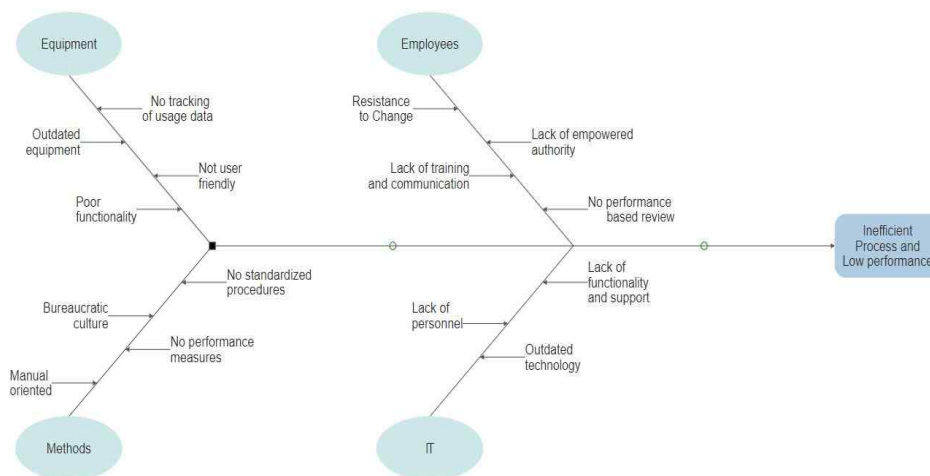 Equipment
Employees
No tracking
of usage data
Outdated
equipment
Not user
friendly
Poor
functionality
Resistance
to Change
Lack of empowered
authority
Lack of training
and communication
No performance
based review
Inefficient
Process and
Low performance
No standardized
procedures
Bureaucratic
culture
No performance
measures
Manual
oriented
Lack of
functionality
and support
Lack of
personnel
Outdated
technology
Methods
IT